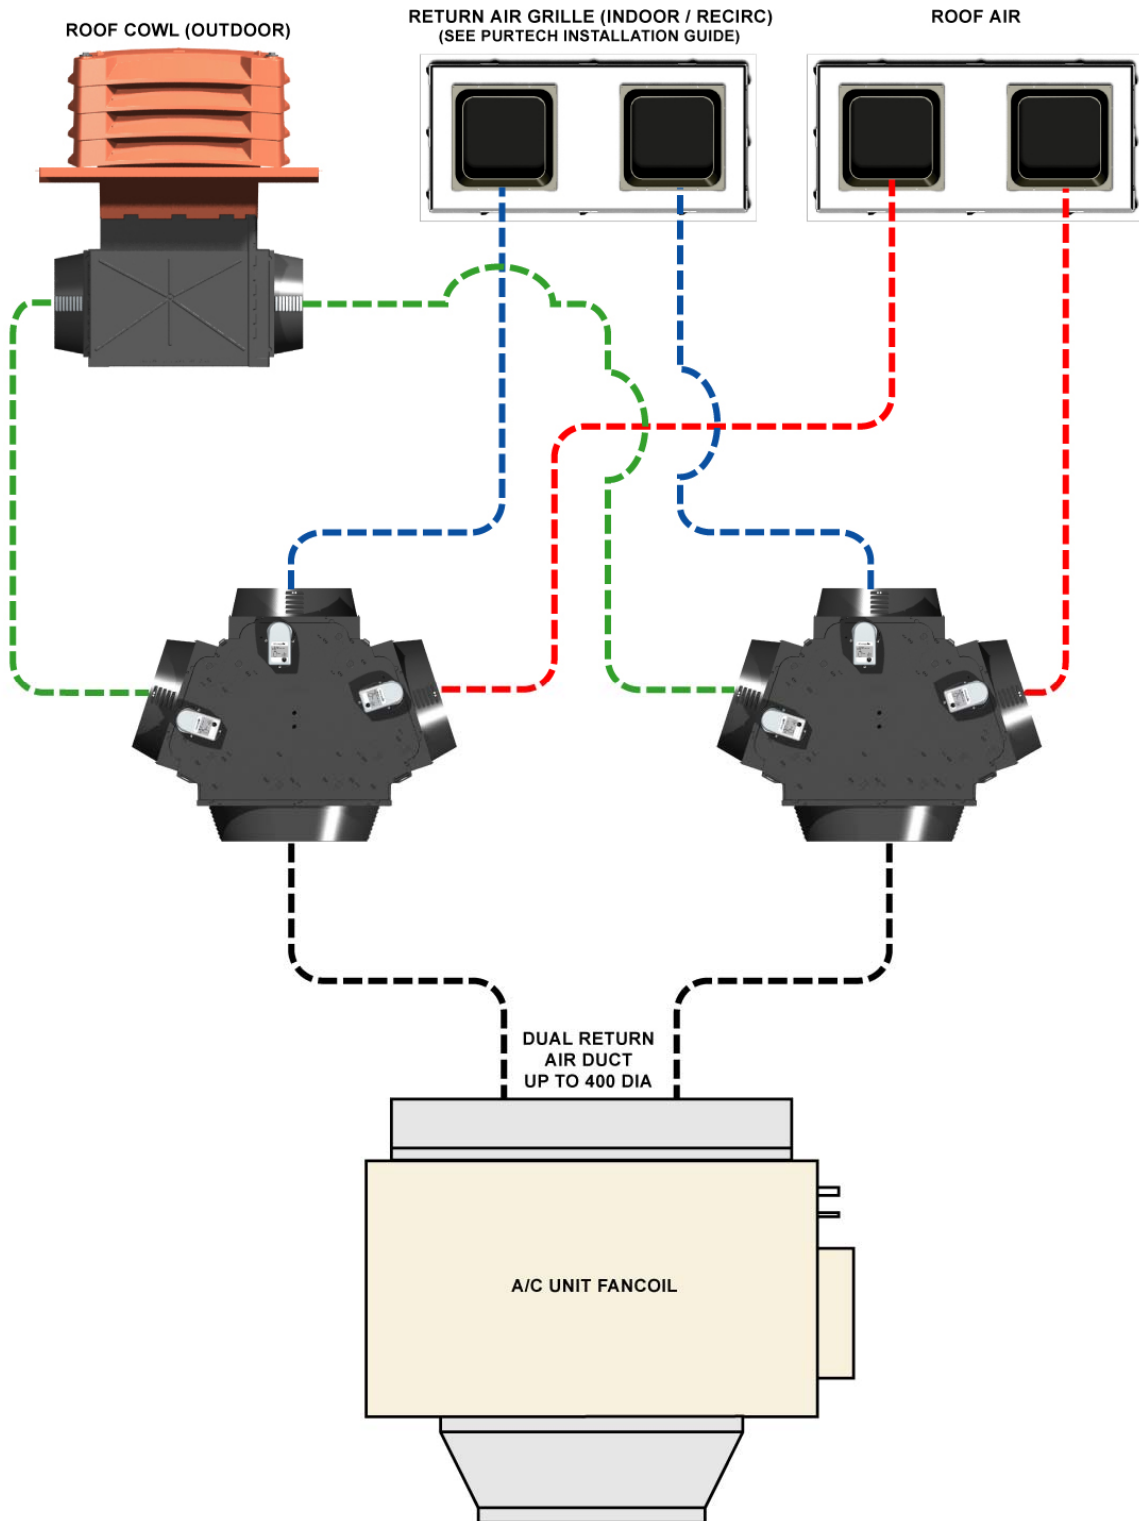 ROOF COWL (OUTDOOR)
RETURN AIR GRILLE (INDOOR / RECIRC)
(SEE PURTECH INSTALLATION GUIDE)
ROOF AIR
DUAL RETURN
AIR DUCT
UP TO 400 DIA
A/C UNIT FANCOIL